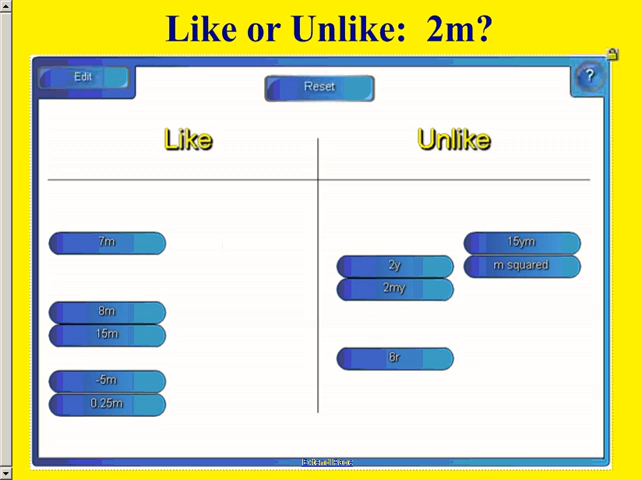 Like or Unlike:  2m?
Edit
Reset
?
Like
Unlike
7m
15ym
2y
m squared
2my
8m
15m
6r
-5m
0.25m